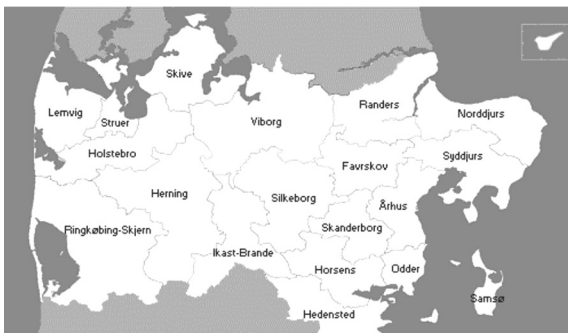 Skive
Lemvig
Struer
Randers
Norddjurs
Viborg
Holstebro
Favrskov
Syddjurs
Herning
Silkeborg
Århus
Ringkøbing-Skjern
Skanderborg
Ikast-Brande
Horsens
Odder
Samsø
Hedensted